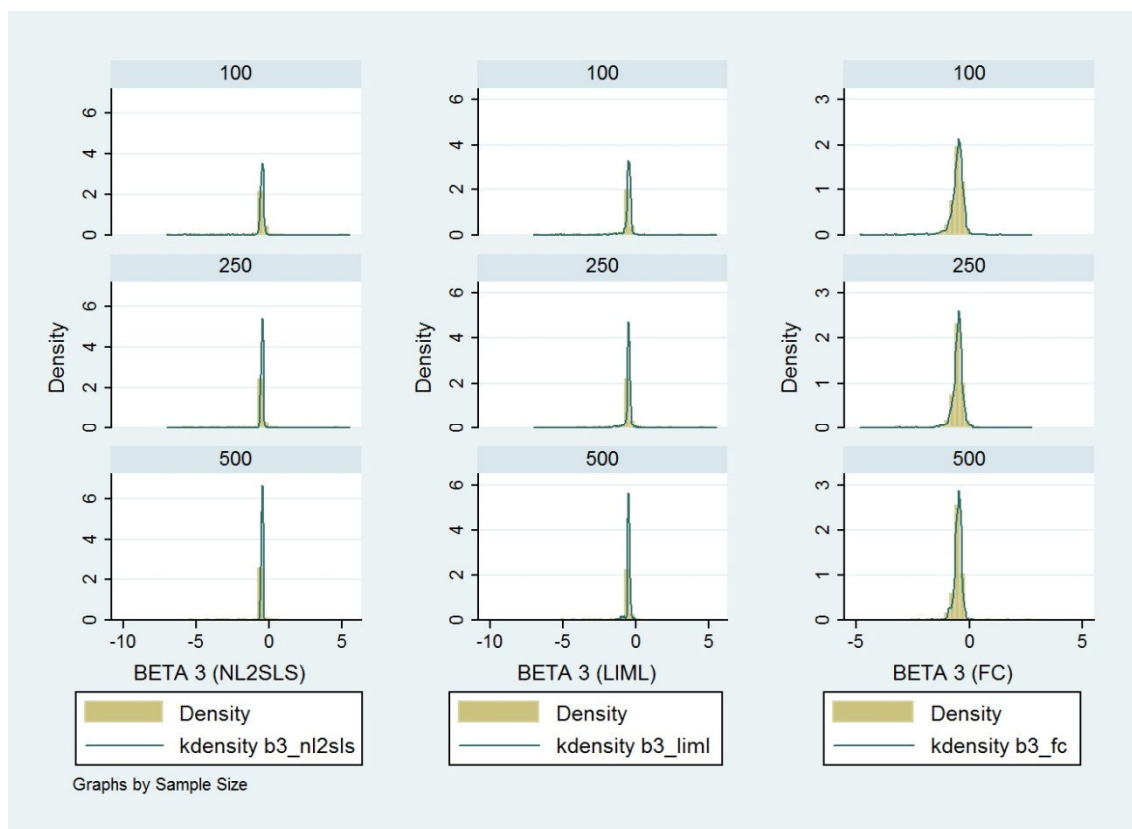 100
100
100
6
4
2
0
6
4
2
0
3
2
1
0
250
250
250
Density
6
4
2
0
Density
6
4
2
0
Density
3
2
1
0
500
500
500
6
4
2
0
6
4
2
0
3
2
1
0
-10 -5 0 5
-10 -5 0 5
-5 0 5
BETA 3 (NL2SLS)
BETA 3 (LIML)
BETA 3 (FC)
Density
kdensity b3_nl2sls
Density
kdensity b3_liml
Density
kdensity b3_fc
Graphs by Sample Size